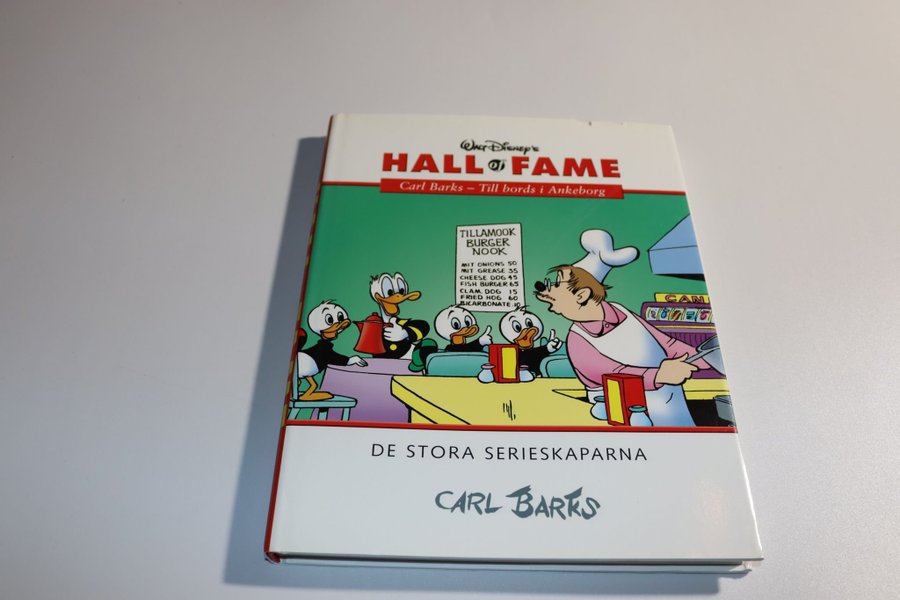 Walt Disney's
HALL of FAME
Carl Barks – Till bords i Ankeborg
TILLAMOOK
BURGER
NOOK
MIT ONIONS 50
MIT GREASE 35
CHEESE DOG 45
FISH BURGER 65
CLAM DOG 15
FRIED HOG 60
BICARBONATE 10
CAN
DE STORA SERIESKAPARNA
CARL BARKS